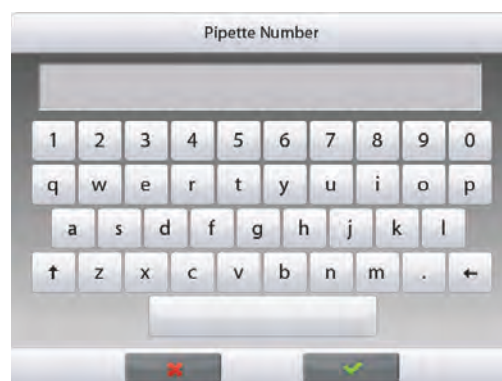 Pipette Number
1 2 3 4 5 6 7 8 9 0
q w e r t y u i o p
a s d f g h j k l
↑ z x c v b n m . ←